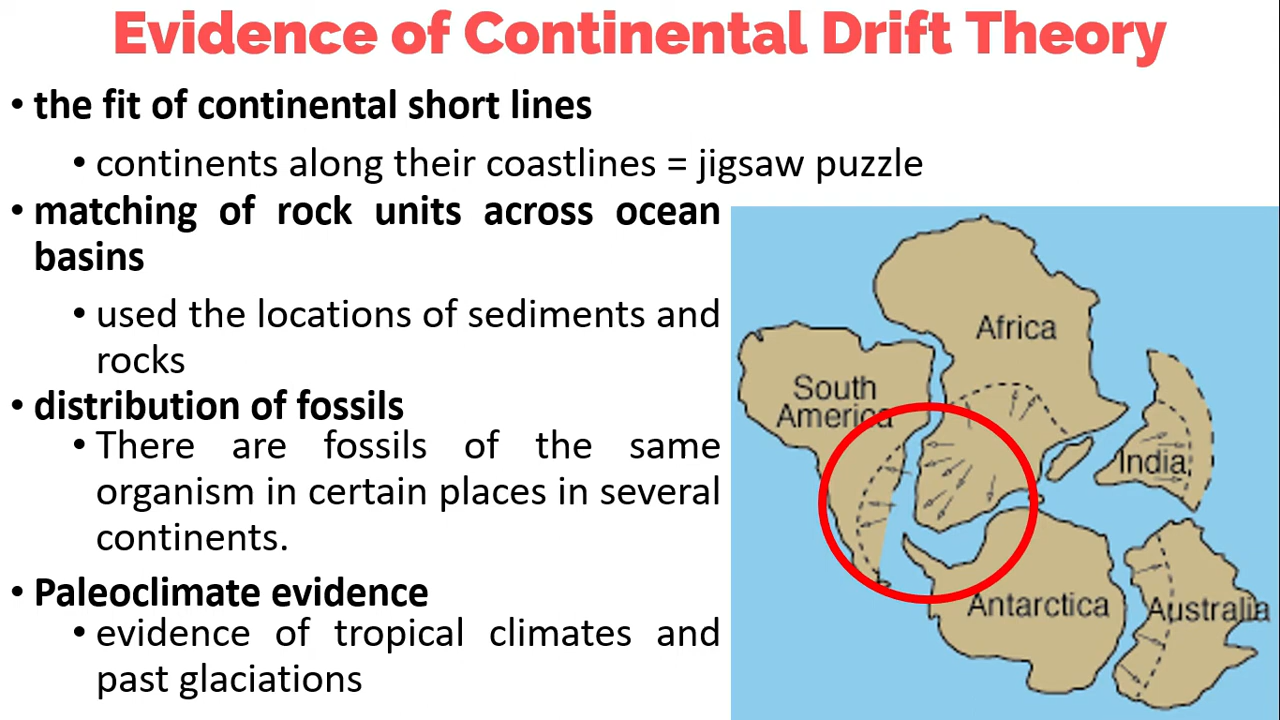 Evidence of Continental Drift Theory
• the fit of continental short lines
• continents along their coastlines = jigsaw puzzle
• matching of rock units across ocean
basins
• used the locations of sediments and
rocks
• distribution of fossils
• There are fossils of the same
organism in certain places in several
continents.
• Paleoclimate evidence
• evidence of tropical climates and
past glaciations
Africa
South
America
India
Antarctica
Australia